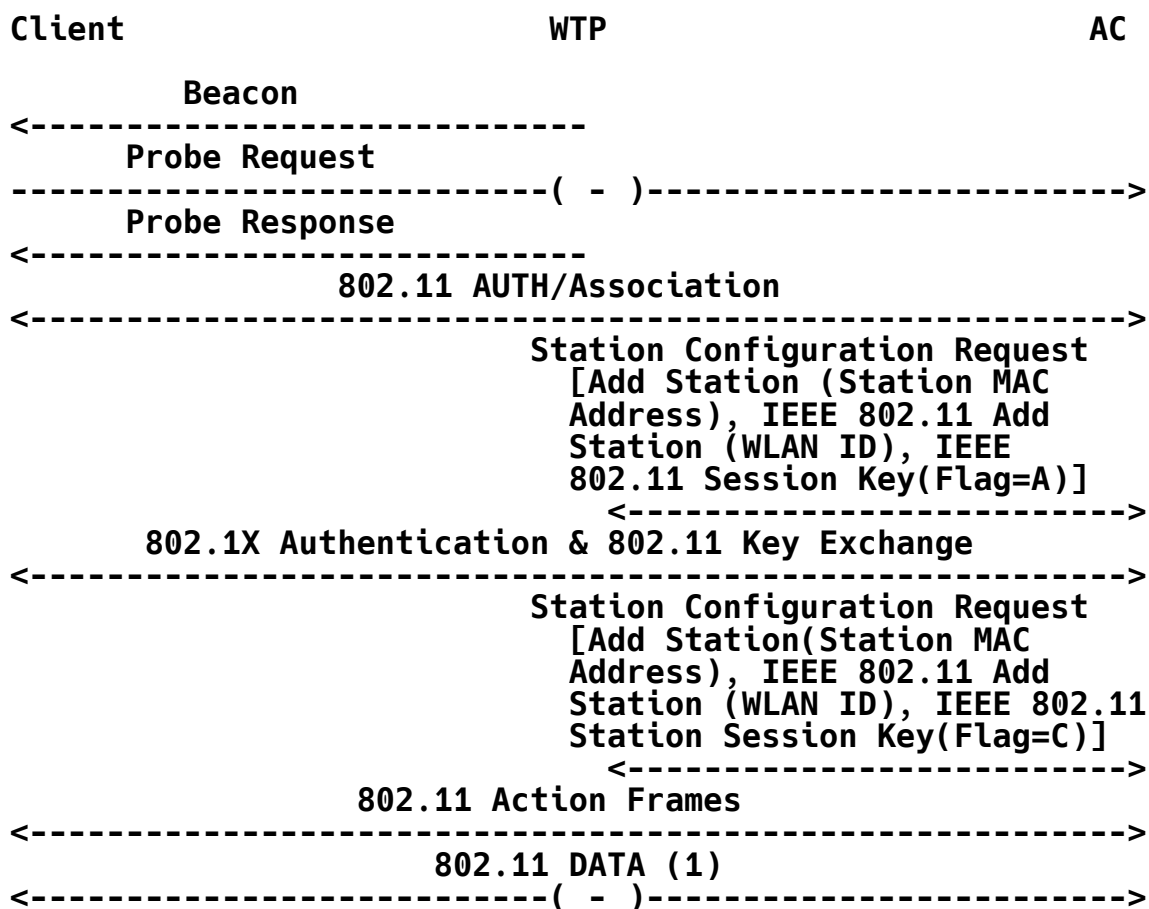 Client WTP AC
Beacon
<------------------------------
Probe Request
----------------------------( - )------------------------->
Probe Response
<------------------------------
802.11 AUTH/Association
<--------------------------------------------------------->
Station Configuration Request
[Add Station (Station MAC
Address), IEEE 802.11 Add
Station (WLAN ID), IEEE
802.11 Session Key(Flag=A)]
<-------------------------->
802.1X Authentication & 802.11 Key Exchange
<--------------------------------------------------------->
Station Configuration Request
[Add Station(Station MAC
Address), IEEE 802.11 Add
Station (WLAN ID), IEEE 802.11
Station Session Key(Flag=C)]
<-------------------------->
802.11 Action Frames
<--------------------------------------------------------->
802.11 DATA (1)
<---------------------------( - )------------------------->